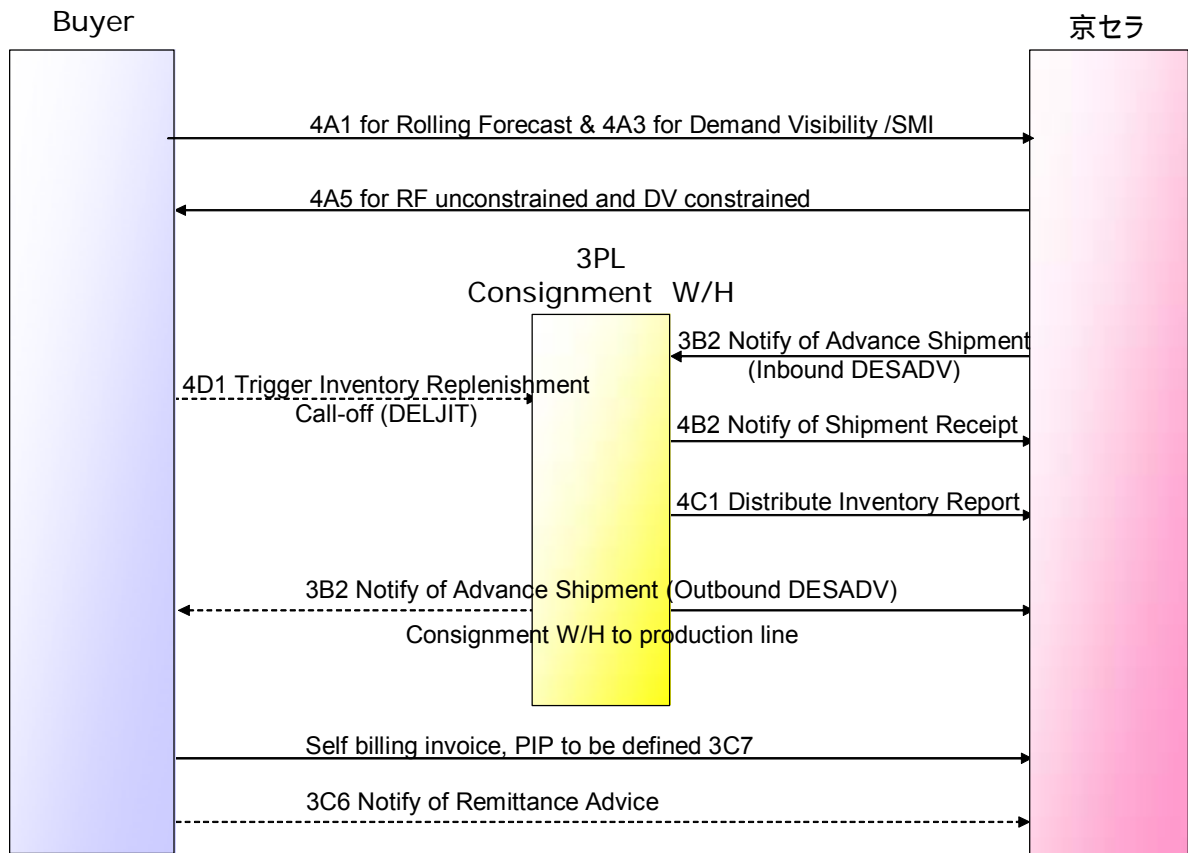 Buyer
京セラ
4A1 for Rolling Forecast & 4A3 for Demand Visibility /SMI
4A5 for RF unconstrained and DV constrained
3PL
Consignment W/H
3B2 Notify of Advance Shipment
(Inbound DESADV)
4D1 Trigger Inventory Replenishment
Call-off (DELJIT)
4B2 Notify of Shipment Receipt
4C1 Distribute Inventory Report
3B2 Notify of Advance Shipment (Outbound DESADV)
Consignment W/H to production line
Self billing invoice, PIP to be defined 3C7
3C6 Notify of Remittance Advice